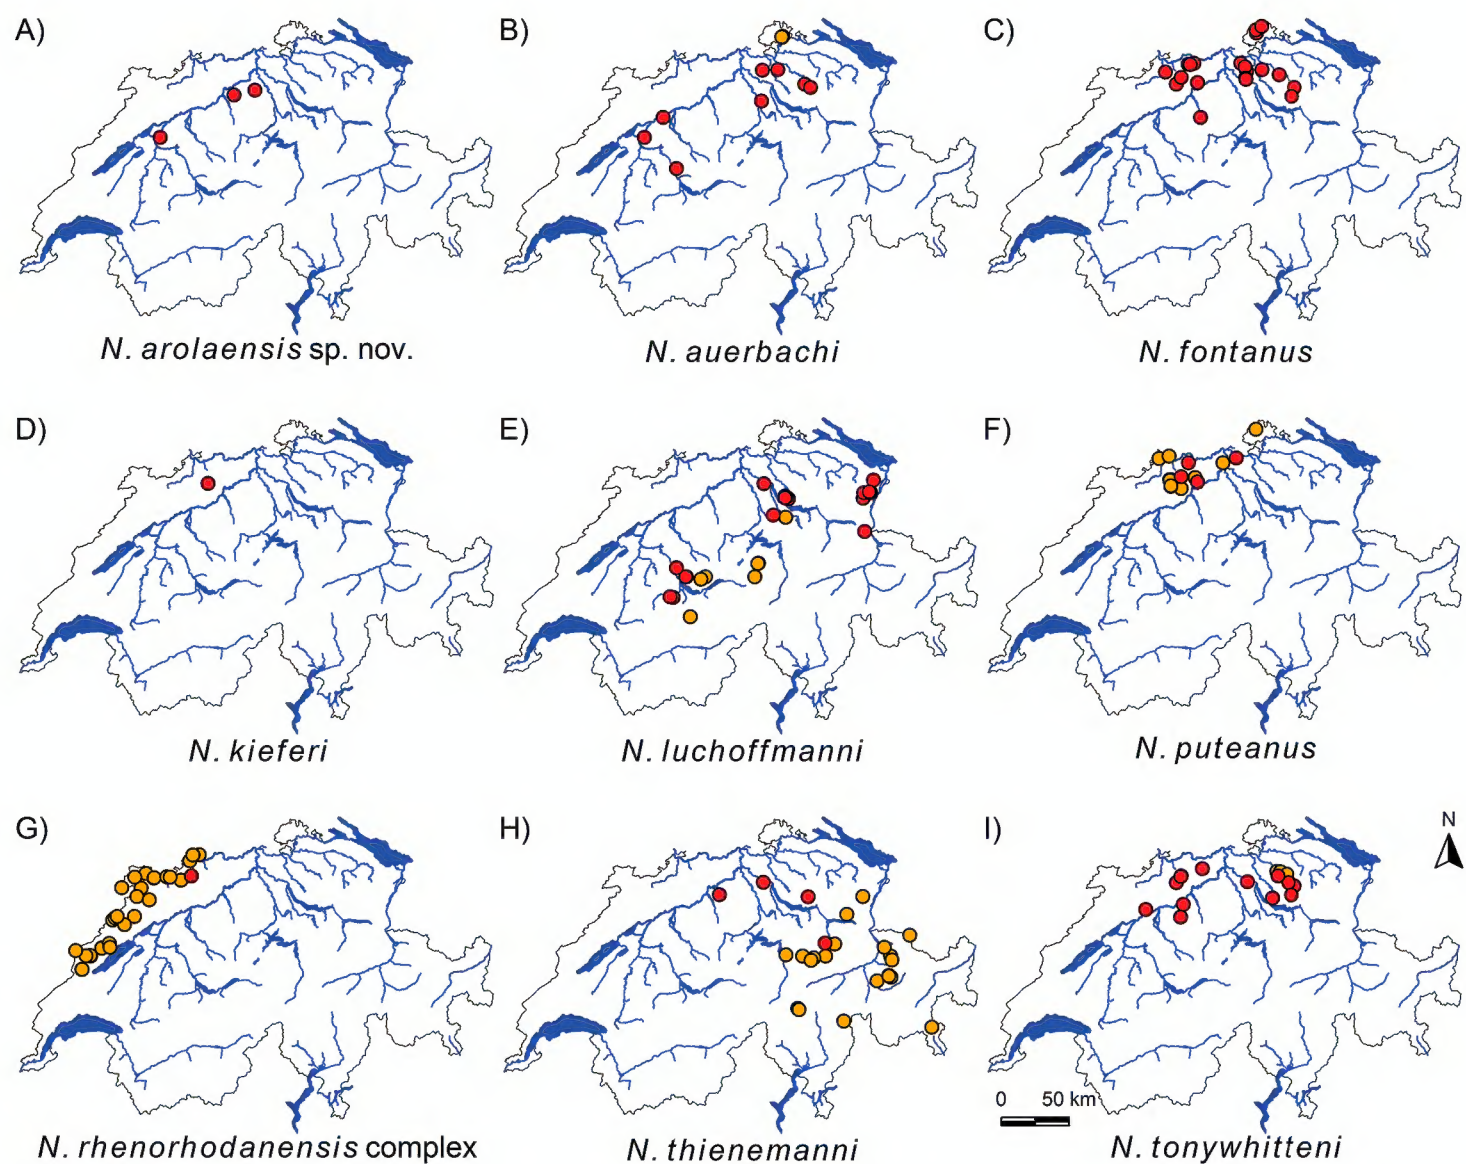 A)
B)
C)
N. arolaensis sp. nov.
N. auerbachi
N. fontanus
D)
E)
F)
N. kieferi
N. luchoffmanni
N. puteanus
G)
H)
I)
N
0 50 km
N. rhenorhodanensis complex
N. thienemanni
N. tonywhitteni